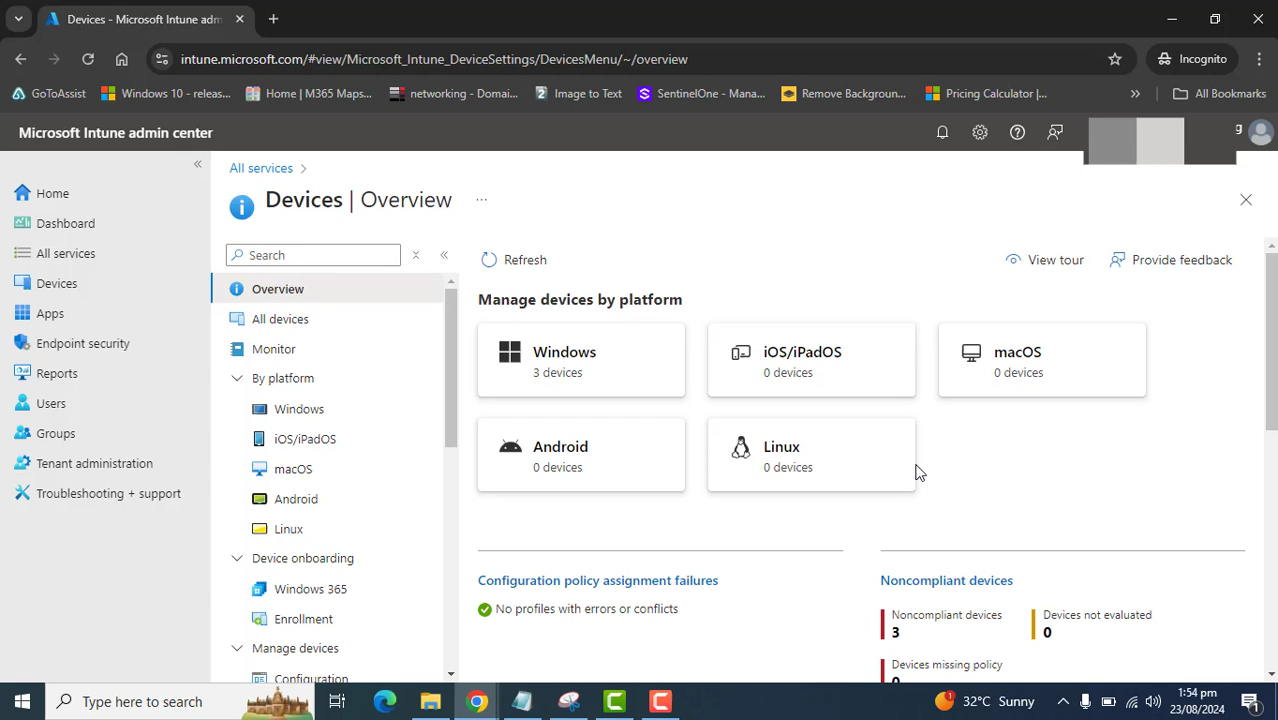 Devices - Microsoft Intune adm
intune.microsoft.com/#view/Microsoft_Intune_DeviceSettings/DevicesMenu/~/overview
Incognito
GoToAssist
Windows 10 - releas...
Home | M365 Maps...
networking - Domai...
Image to Text
SentinelOne - Mana...
Remove Backgroun...
Pricing Calculator |...
All Bookmarks
Microsoft Intune admin center
g
All services
Devices | Overview
Home
Dashboard
All services
Devices
Apps
Endpoint security
Reports
Users
Groups
Tenant administration
Troubleshooting + support
Search
Overview
All devices
Monitor
By platform
Windows
iOS/iPadOS
macOS
Android
Linux
Device onboarding
Windows 365
Enrollment
Manage devices
Configuration
Refresh
View tour
Provide feedback
Manage devices by platform
Windows
3 devices
iOS/iPadOS
0 devices
macOS
0 devices
Android
0 devices
Linux
0 devices
Configuration policy assignment failures
No profiles with errors or conflicts
Noncompliant devices
Noncompliant devices
3
Devices not evaluated
0
Devices missing policy
0
Type here to search
1
32°C Sunny
1:54 pm
23/08/2024
1